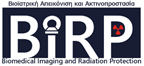 Βιοϊατρική Απεικόνιση και Ακτινοπροστασία
BiRP
Biomedical Imaging and Radiation Protection